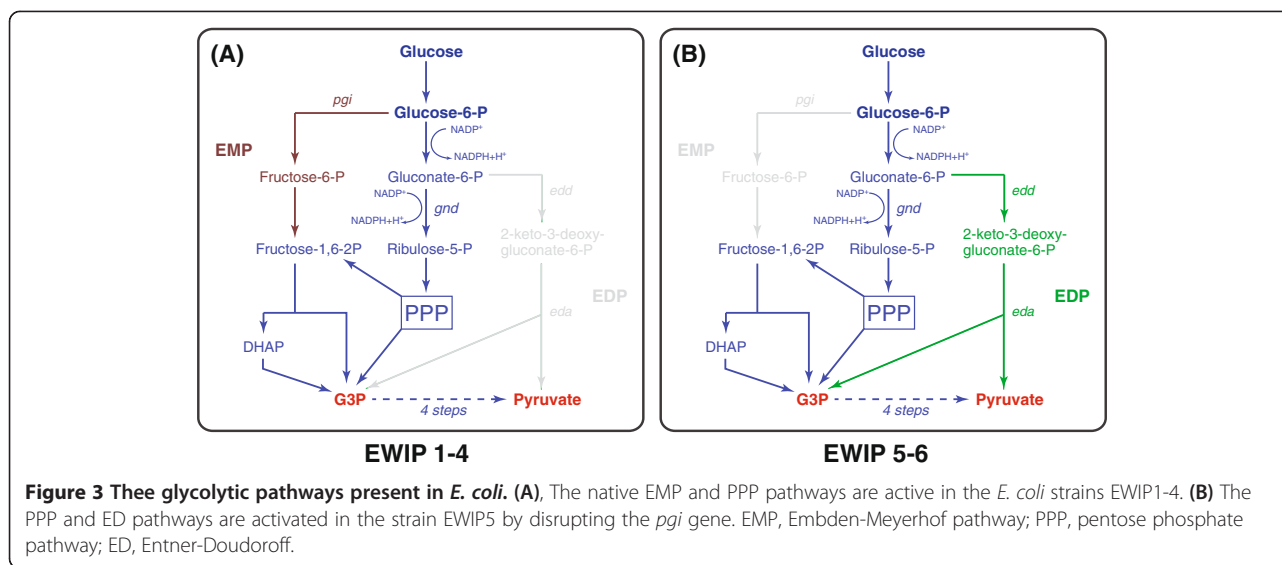 (A)
Glucose
pgi
Glucose-6-P
NADP⁺
NADPH+H⁺
EMP
Fructose-6-P
Gluconate-6-P
NADP⁺
NADPH+H⁺
gnd
edd
Fructose-1,6-2P
Ribulose-5-P
2-keto-3-deoxy-
gluconate-6-P
EDP
PPP
eda
DHAP
G3P
4 steps
Pyruvate
EWIP 1-4
(B)
Glucose
pgi
Glucose-6-P
NADP⁺
NADPH+H⁺
EMP
Fructose-6-P
Gluconate-6-P
NADP⁺
NADPH+H⁺
gnd
edd
Fructose-1,6-2P
Ribulose-5-P
2-keto-3-deoxy-
gluconate-6-P
EDP
PPP
eda
DHAP
G3P
4 steps
Pyruvate
EWIP 5-6
Figure 3 Thee glycolytic pathways present in E. coli. (A), The native EMP and PPP pathways are active in the E. coli strains EWIP1-4. (B) The
PPP and ED pathways are activated in the strain EWIP5 by disrupting the pgi gene. EMP, Embden-Meyerhof pathway; PPP, pentose phosphate
pathway; ED, Entner-Doudoroff.